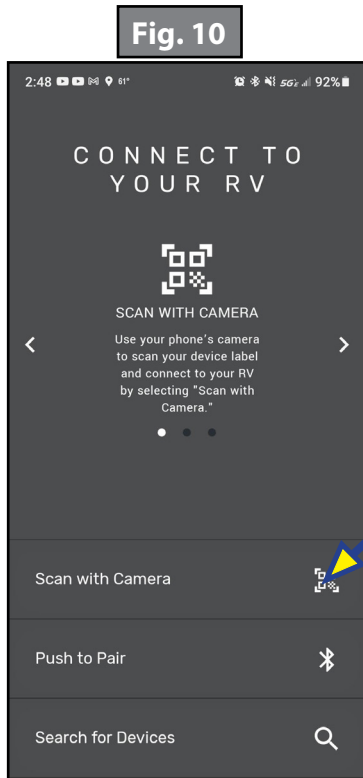 Fig. 10
2:48 61° 5GE 92%
CONNECT TO
YOUR RV
SCAN WITH CAMERA
Use your phone's camera
to scan your device label
and connect to your RV
by selecting "Scan with
Camera."
Scan with Camera
Push to Pair
Search for Devices